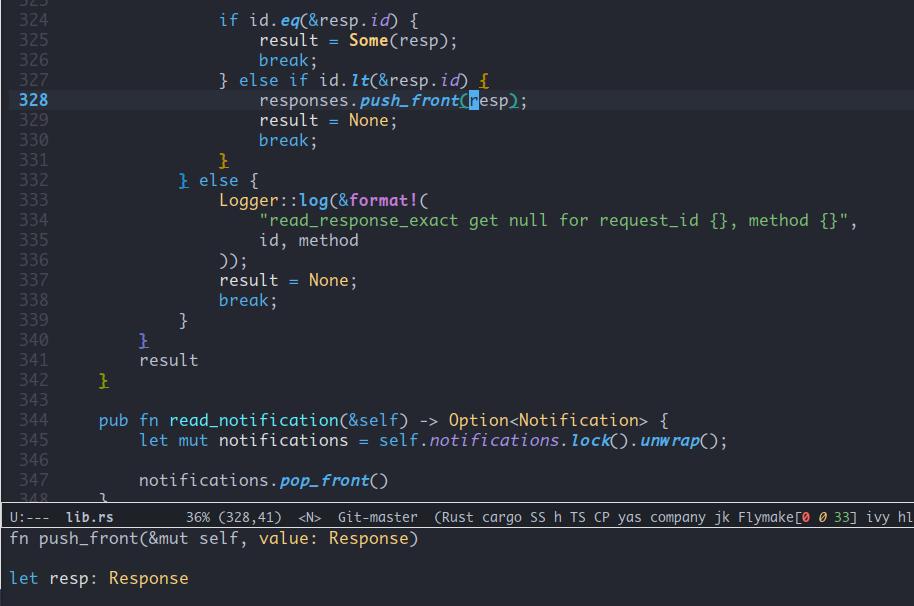 323
324 if id.eq(&resp.id) {
325 result = Some(resp);
326 break;
327 } else if id.lt(&resp.id) {
328 responses.push_front(resp);
329 result = None;
330 break;
331 }
332 } else {
333 Logger::log(&format!(
334 "read_response_exact get null for request_id {}, method {}",
335 id, method
336 ));
337 result = None;
338 break;
339 }
340 }
341 result
342 }
343
344 pub fn read_notification(&self) -> Option<Notification> {
345 let mut notifications = self.notifications.lock().unwrap();
346
347 notifications.pop_front()
348 }
U:--- lib.rs 36% (328,41) <N> Git-master (Rust cargo SS h TS CP yas company jk Flymake[0 0 33] ivy hl
fn push_front(&mut self, value: Response)
let resp: Response